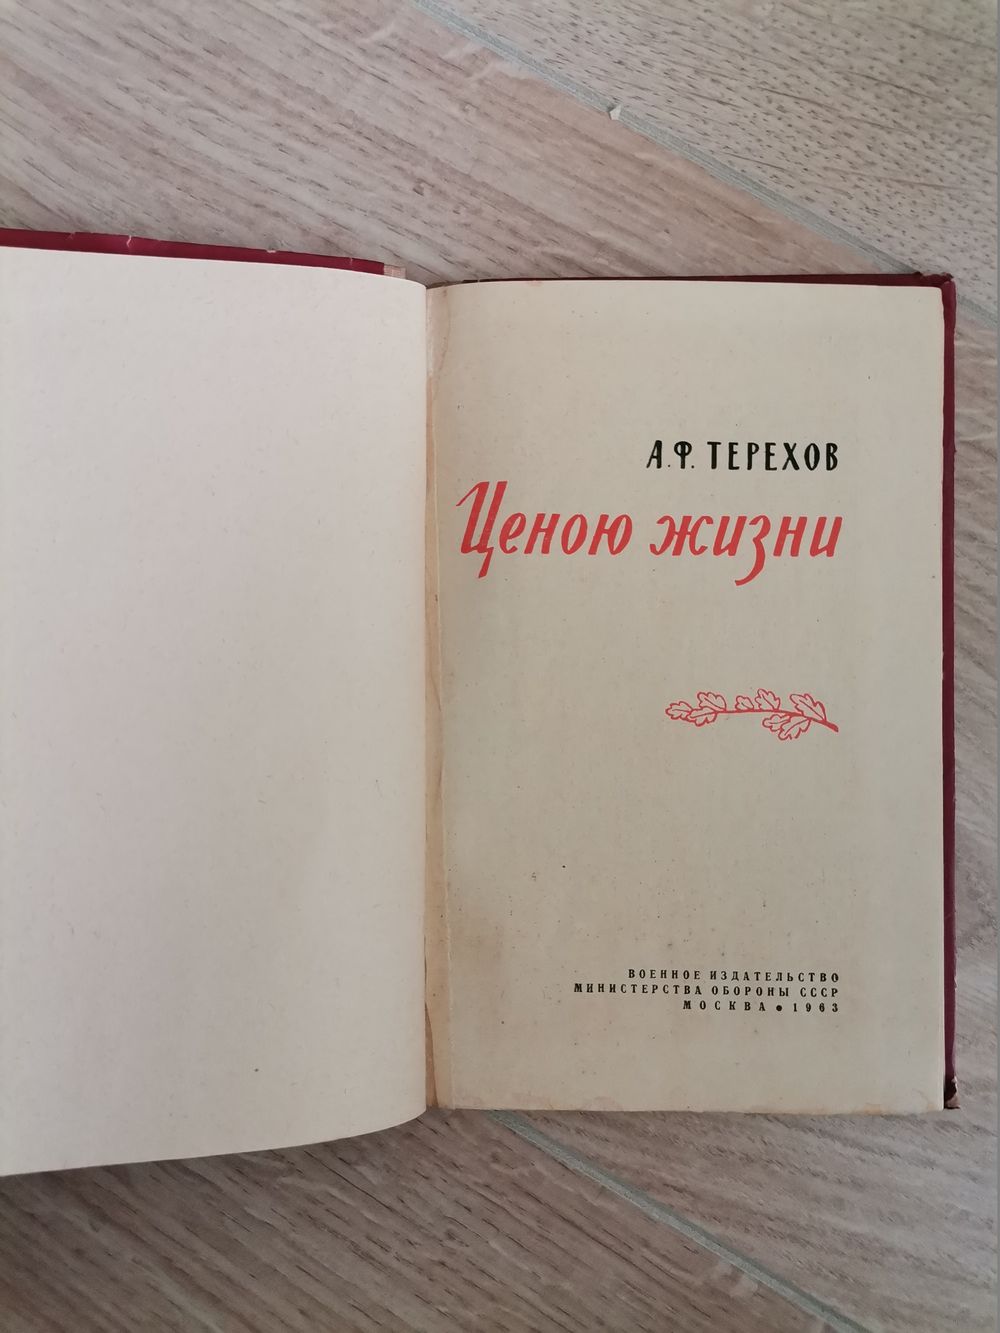 А.Ф. ТЕРЕХОВ
Ценою жизни
ВОЕННОЕ ИЗДАТЕЛЬСТВО
МИНИСТЕРСТВА ОБОРОНЫ СССР
МОСКВА • 1963